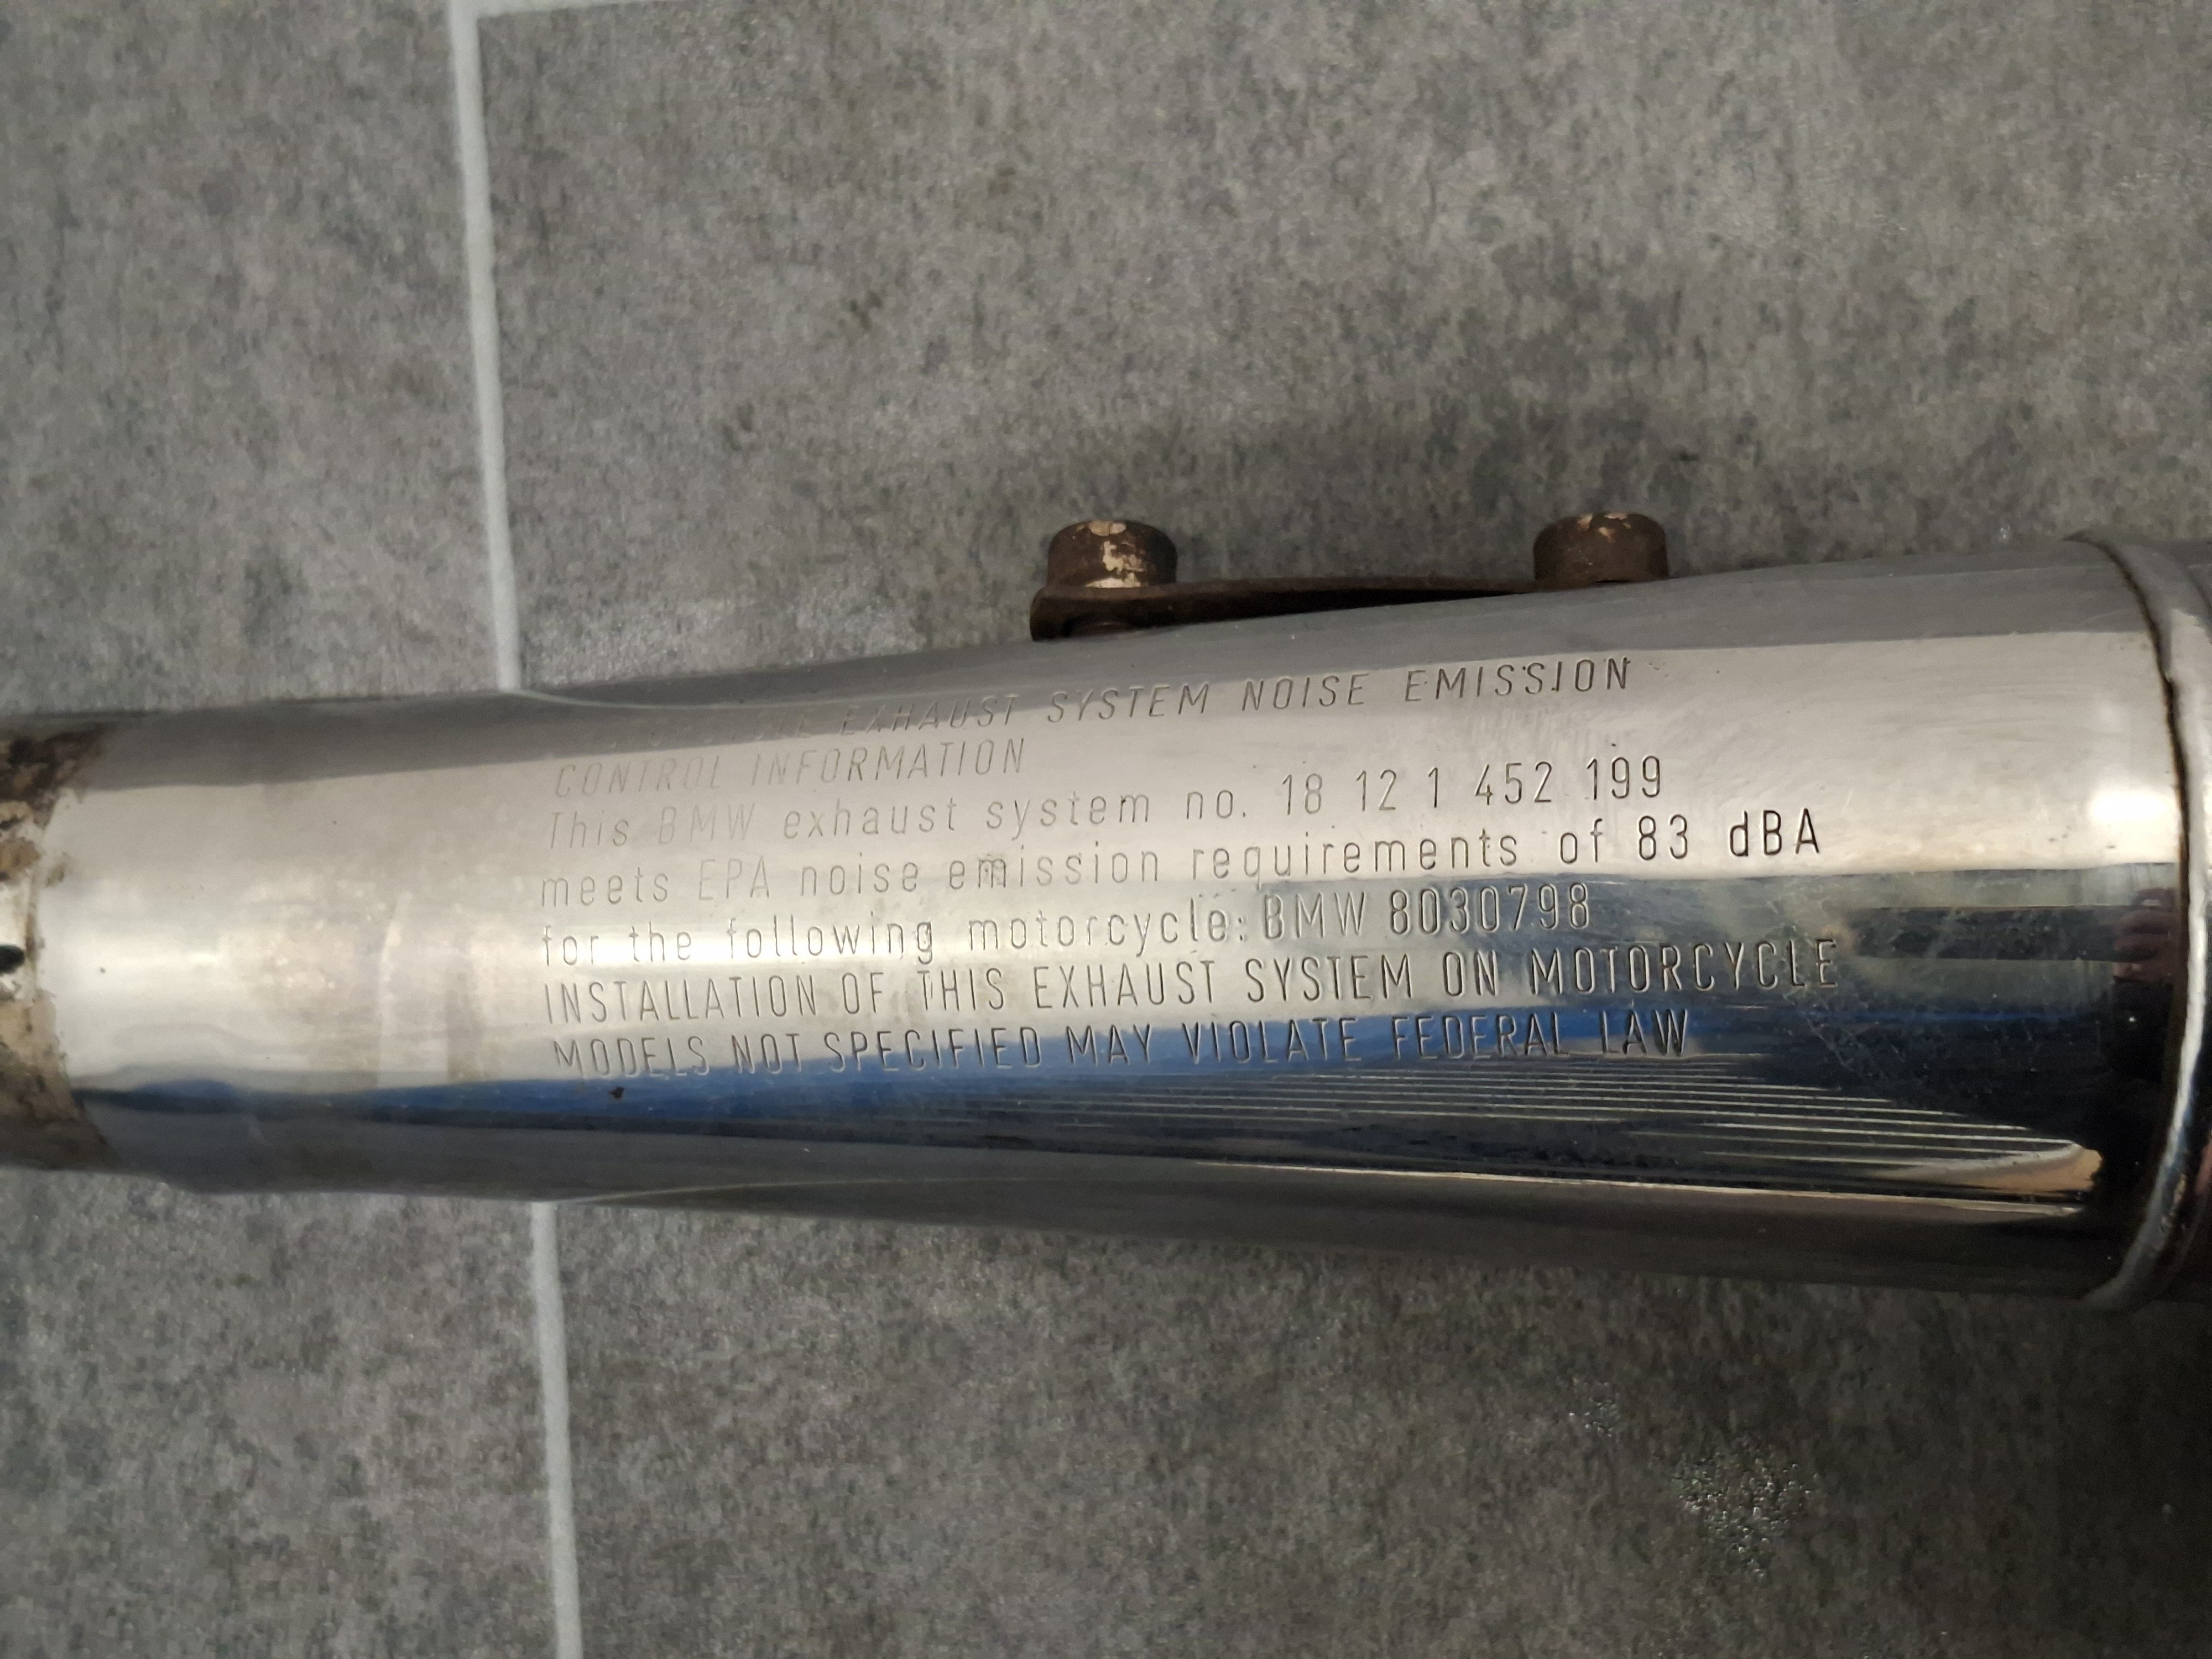 EXHAUST SYSTEM NOISE EMISSION
CONTROL INFORMATION
This BMW exhaust system no. 18 12 1 452 199
meets EPA noise emission requirements of 83 dBA
for the following motorcycle: BMW 8030798
INSTALLATION OF THIS EXHAUST SYSTEM ON MOTORCYCLE
MODELS NOT SPECIFIED MAY VIOLATE FEDERAL LAW